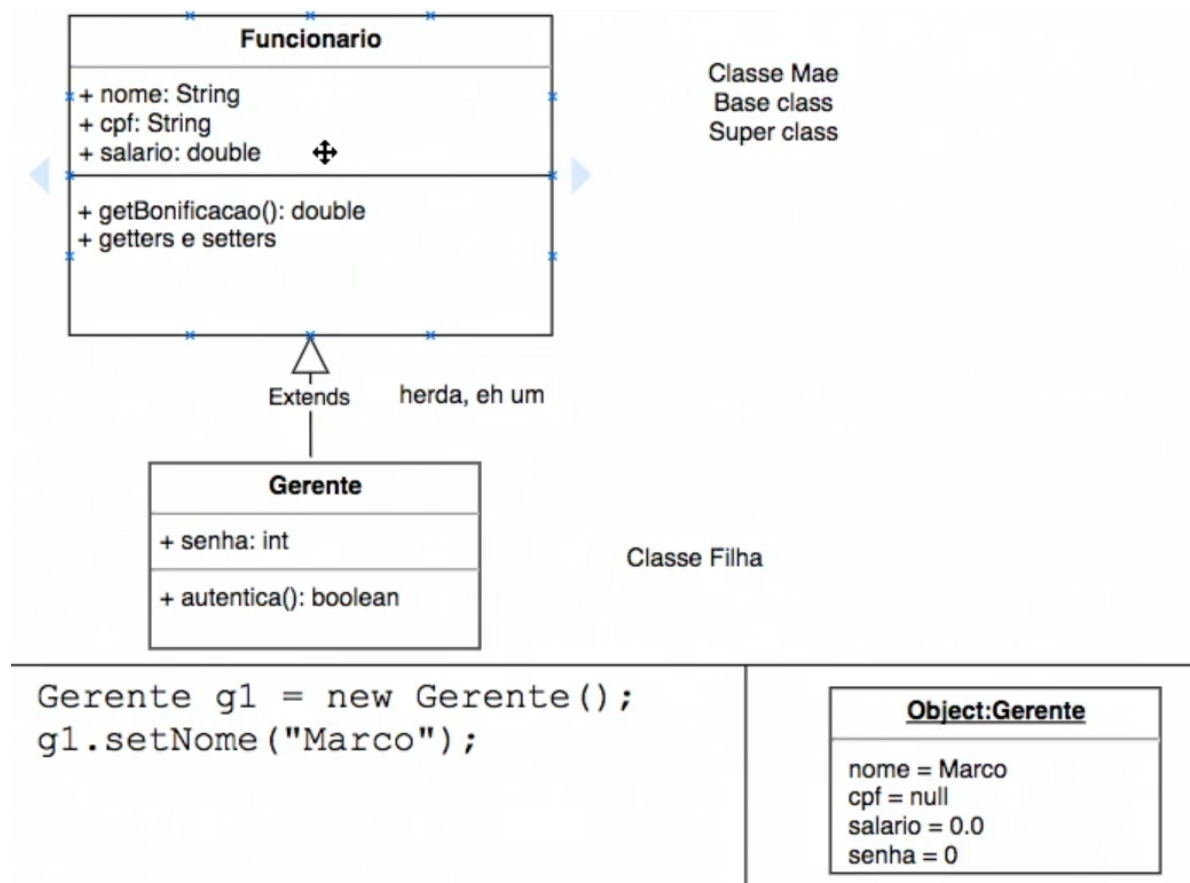 Funcionario
+ nome: String
+ cpf: String
+ salario: double
+ getBonificacao(): double
+ getters e setters
Classe Mae
Base class
Super class
Extends
herda, eh um
Gerente
+ senha: int
+ autentica(): boolean
Classe Filha
Gerente g1 = new Gerente();
g1.setNome("Marco");
Object:Gerente
nome = Marco
cpf = null
salario = 0.0
senha = 0